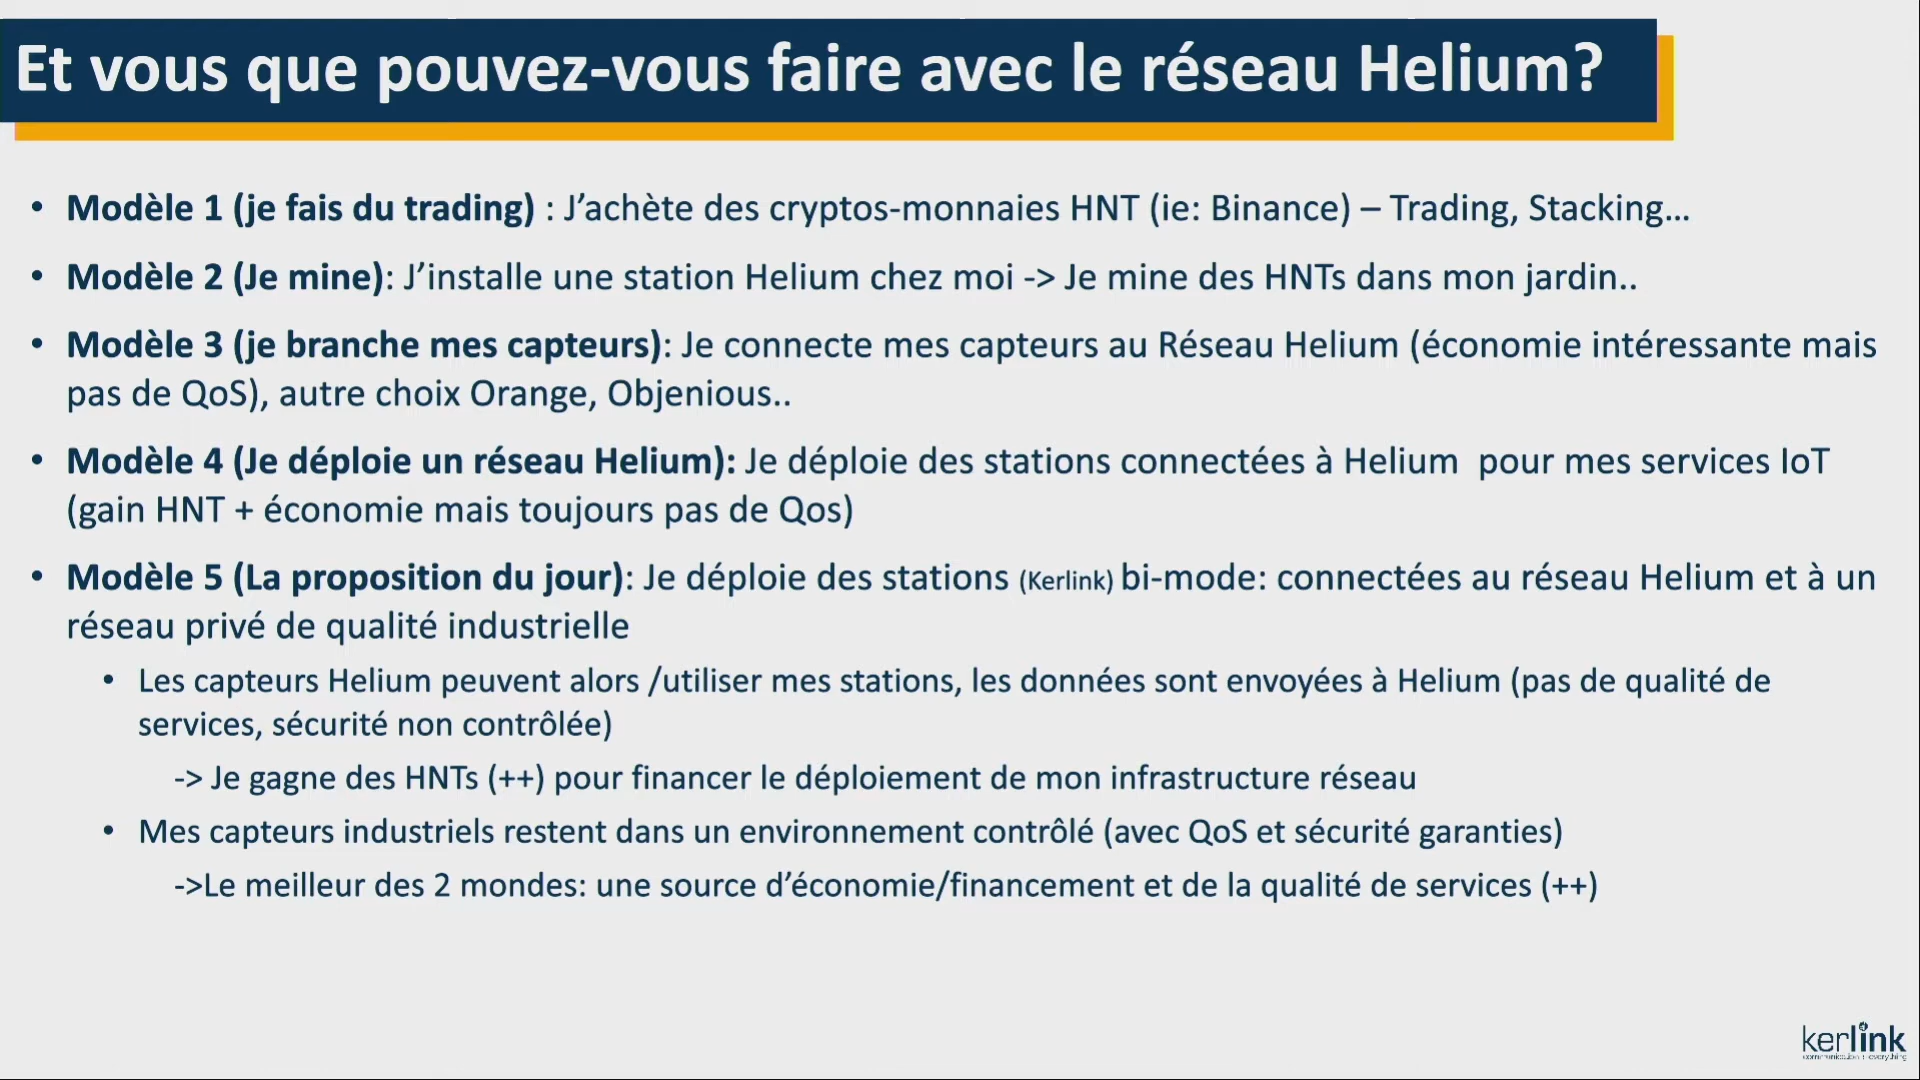 Et vous que pouvez-vous faire avec le réseau Helium?
• Modèle 1 (je fais du trading) : J’achète des cryptos-monnaies HNT (ie: Binance) – Trading, Stacking…
• Modèle 2 (Je mine): J’installe une station Helium chez moi -> Je mine des HNTs dans mon jardin..
• Modèle 3 (je branche mes capteurs): Je connecte mes capteurs au Réseau Helium (économie intéressante mais
pas de QoS), autre choix Orange, Objenious..
• Modèle 4 (Je déploie un réseau Helium): Je déploie des stations connectées à Helium pour mes services IoT
(gain HNT + économie mais toujours pas de Qos)
• Modèle 5 (La proposition du jour): Je déploie des stations (Kerlink) bi-mode: connectées au réseau Helium et à un
réseau privé de qualité industrielle
• Les capteurs Helium peuvent alors /utiliser mes stations, les données sont envoyées à Helium (pas de qualité de
services, sécurité non contrôlée)
-> Je gagne des HNTs (++) pour financer le déploiement de mon infrastructure réseau
• Mes capteurs industriels restent dans un environnement contrôlé (avec QoS et sécurité garanties)
->Le meilleur des 2 mondes: une source d’économie/financement et de la qualité de services (++)
kerlink
everything